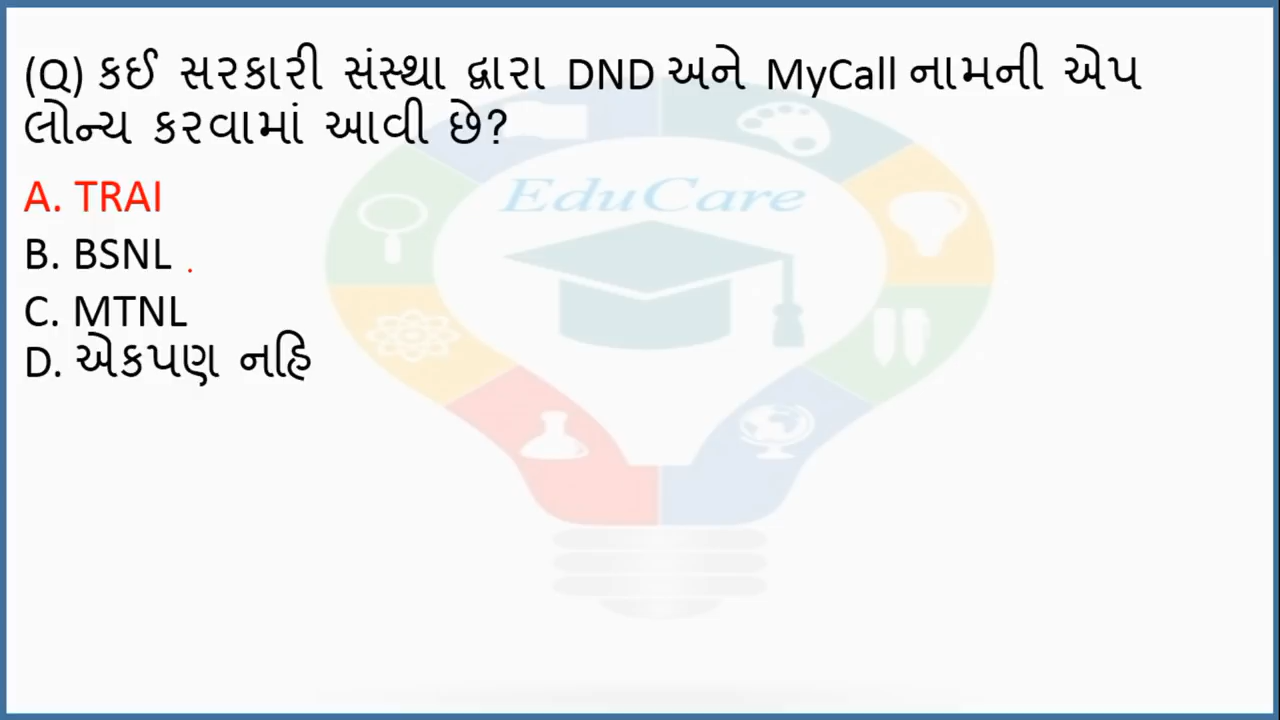 (Q) કઈ સરકારી સંસ્થા દ્વારા DND અને MyCall નામની એપ
લોન્ચ કરવામાં આવી છે?
EduCare
A. TRAI
B. BSNL
C. MTNL
D. એકપણ નહિ